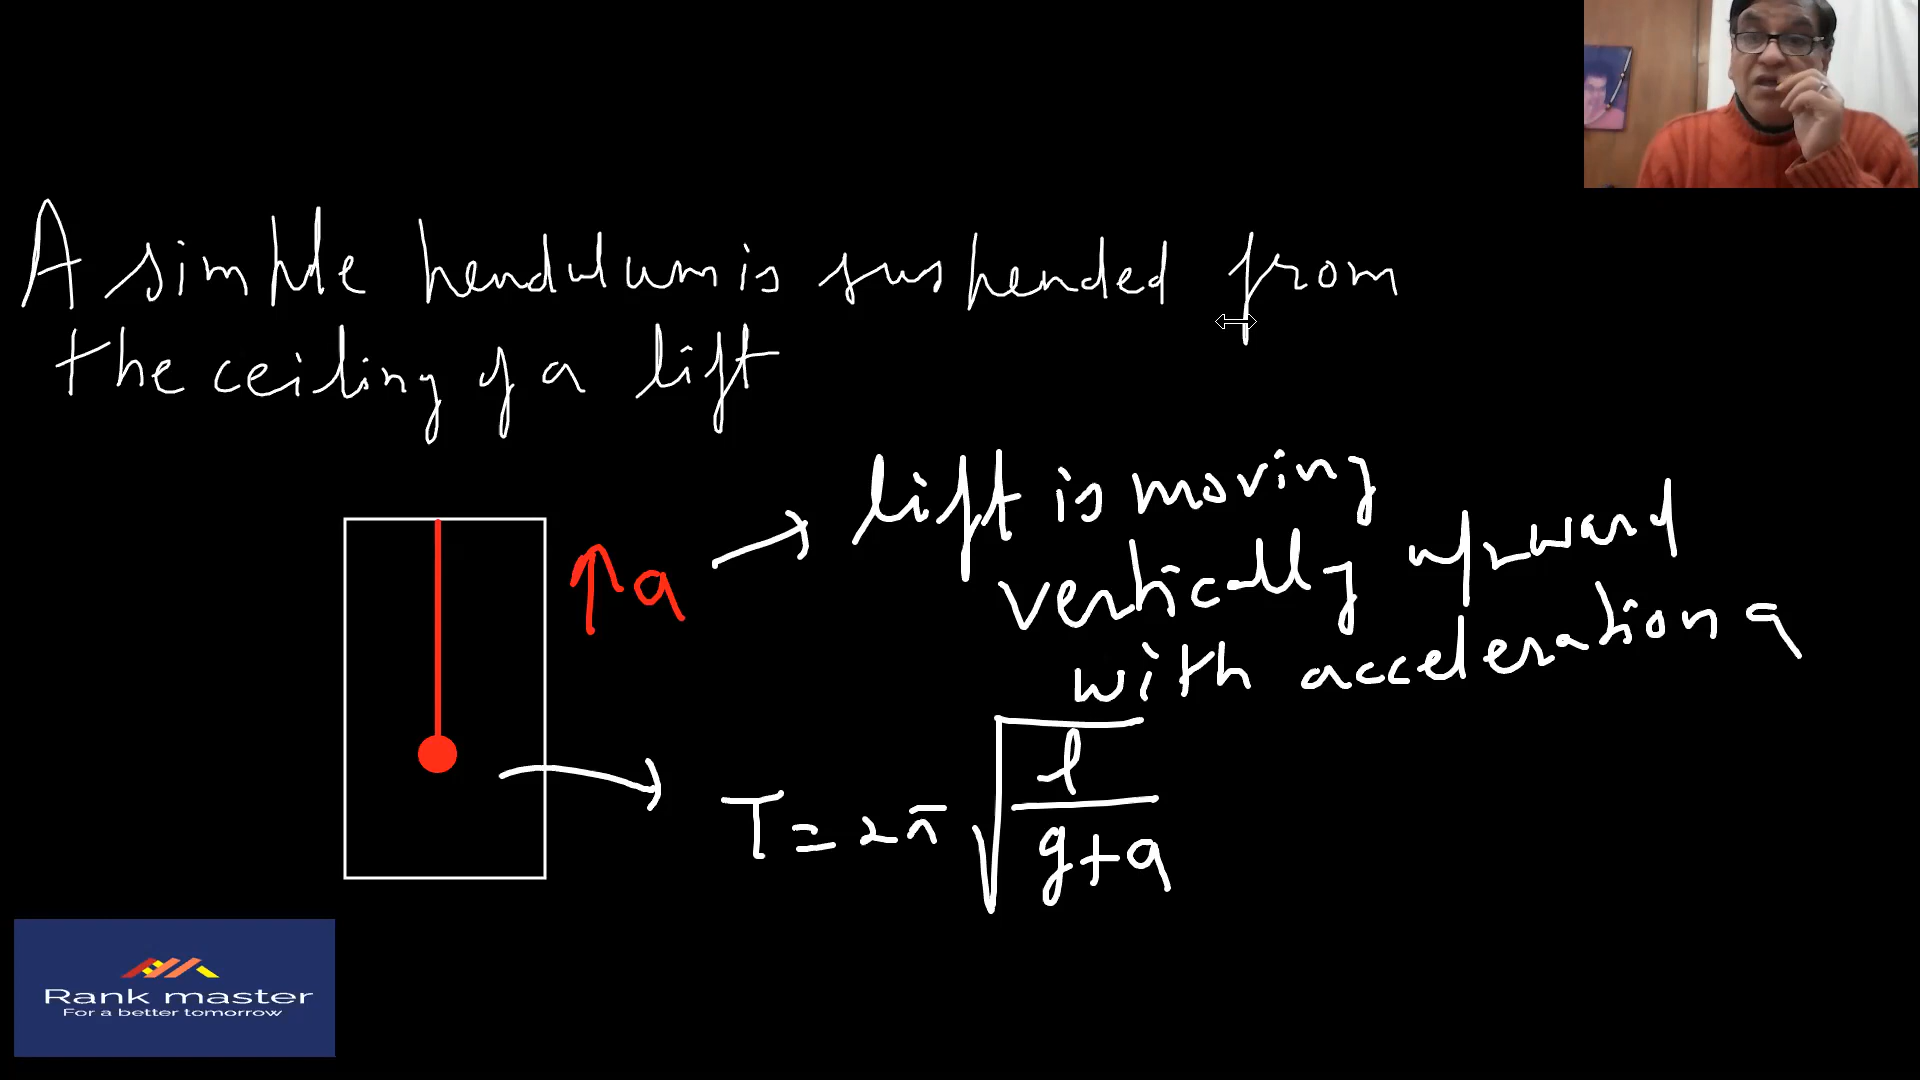 A simple pendulum is suspended from
the ceiling of a lift
↑a → lift is moving
vertically upward
with acceleration a
T = 2π √(l/(g+a))
Rank master
For a better tomorrow